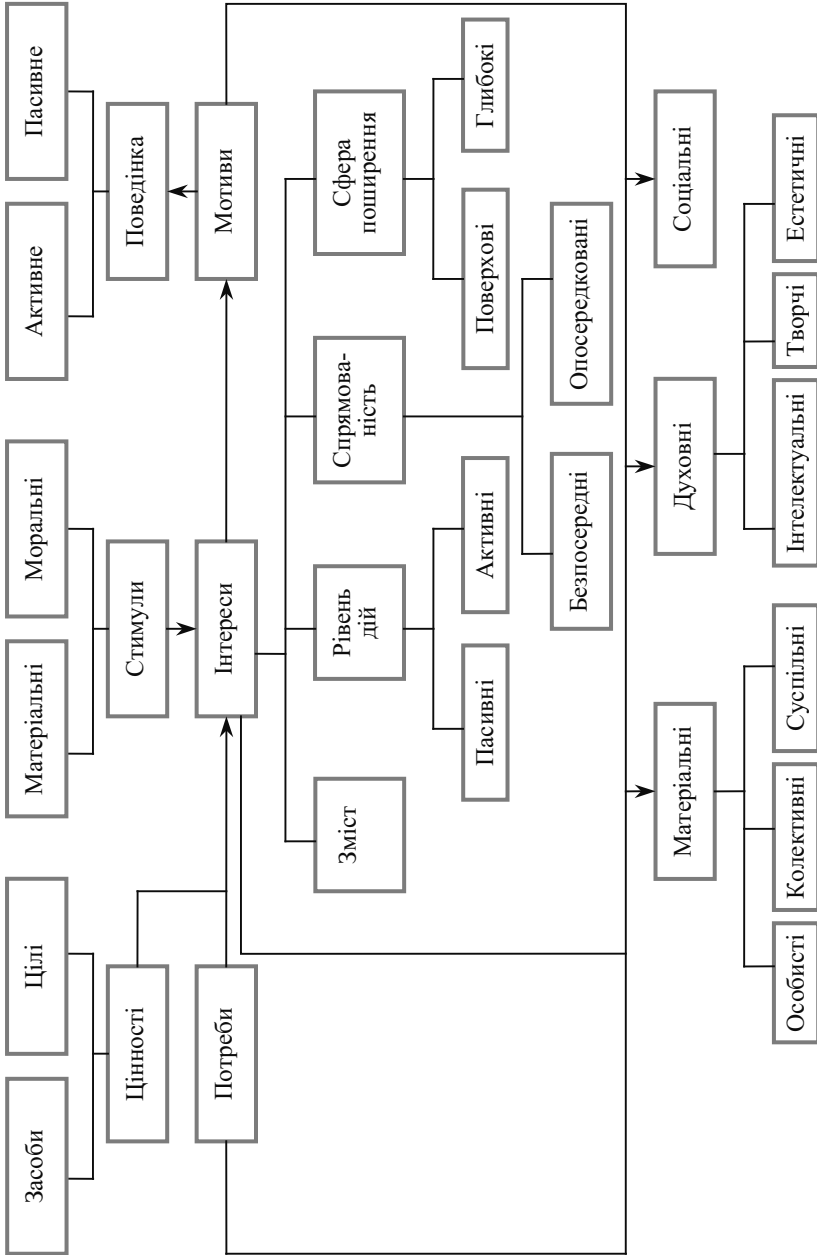 Засоби
Цілі
Матеріальні
Моральні
Активне
Пасивне
Цінності
Стимули
Поведінка
Потреби
Інтереси
Мотиви
Зміст
Рівень
дій
Спрямова-
ність
Сфера
поширення
Пасивні
Активні
Поверхові
Глибокі
Безпосередні
Опосередковані
Матеріальні
Духовні
Соціальні
Особисті
Колективні
Суспільні
Інтелектуальні
Творчі
Естетичні